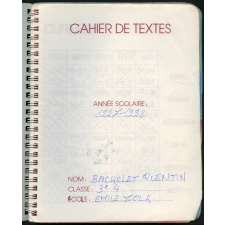 CAHIER DE TEXTES
ANNÉE SCOLAIRE:
1997-1998
NOM: BACHELET QUENTIN
CLASSE: 3e 4
ÉCOLE: EMILE ZOLA